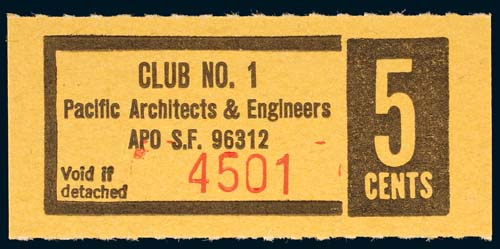 CLUB NO. 1
Pacific Architects & Engineers
APO S.F. 96312
Void if
detached
4501
5
CENTS